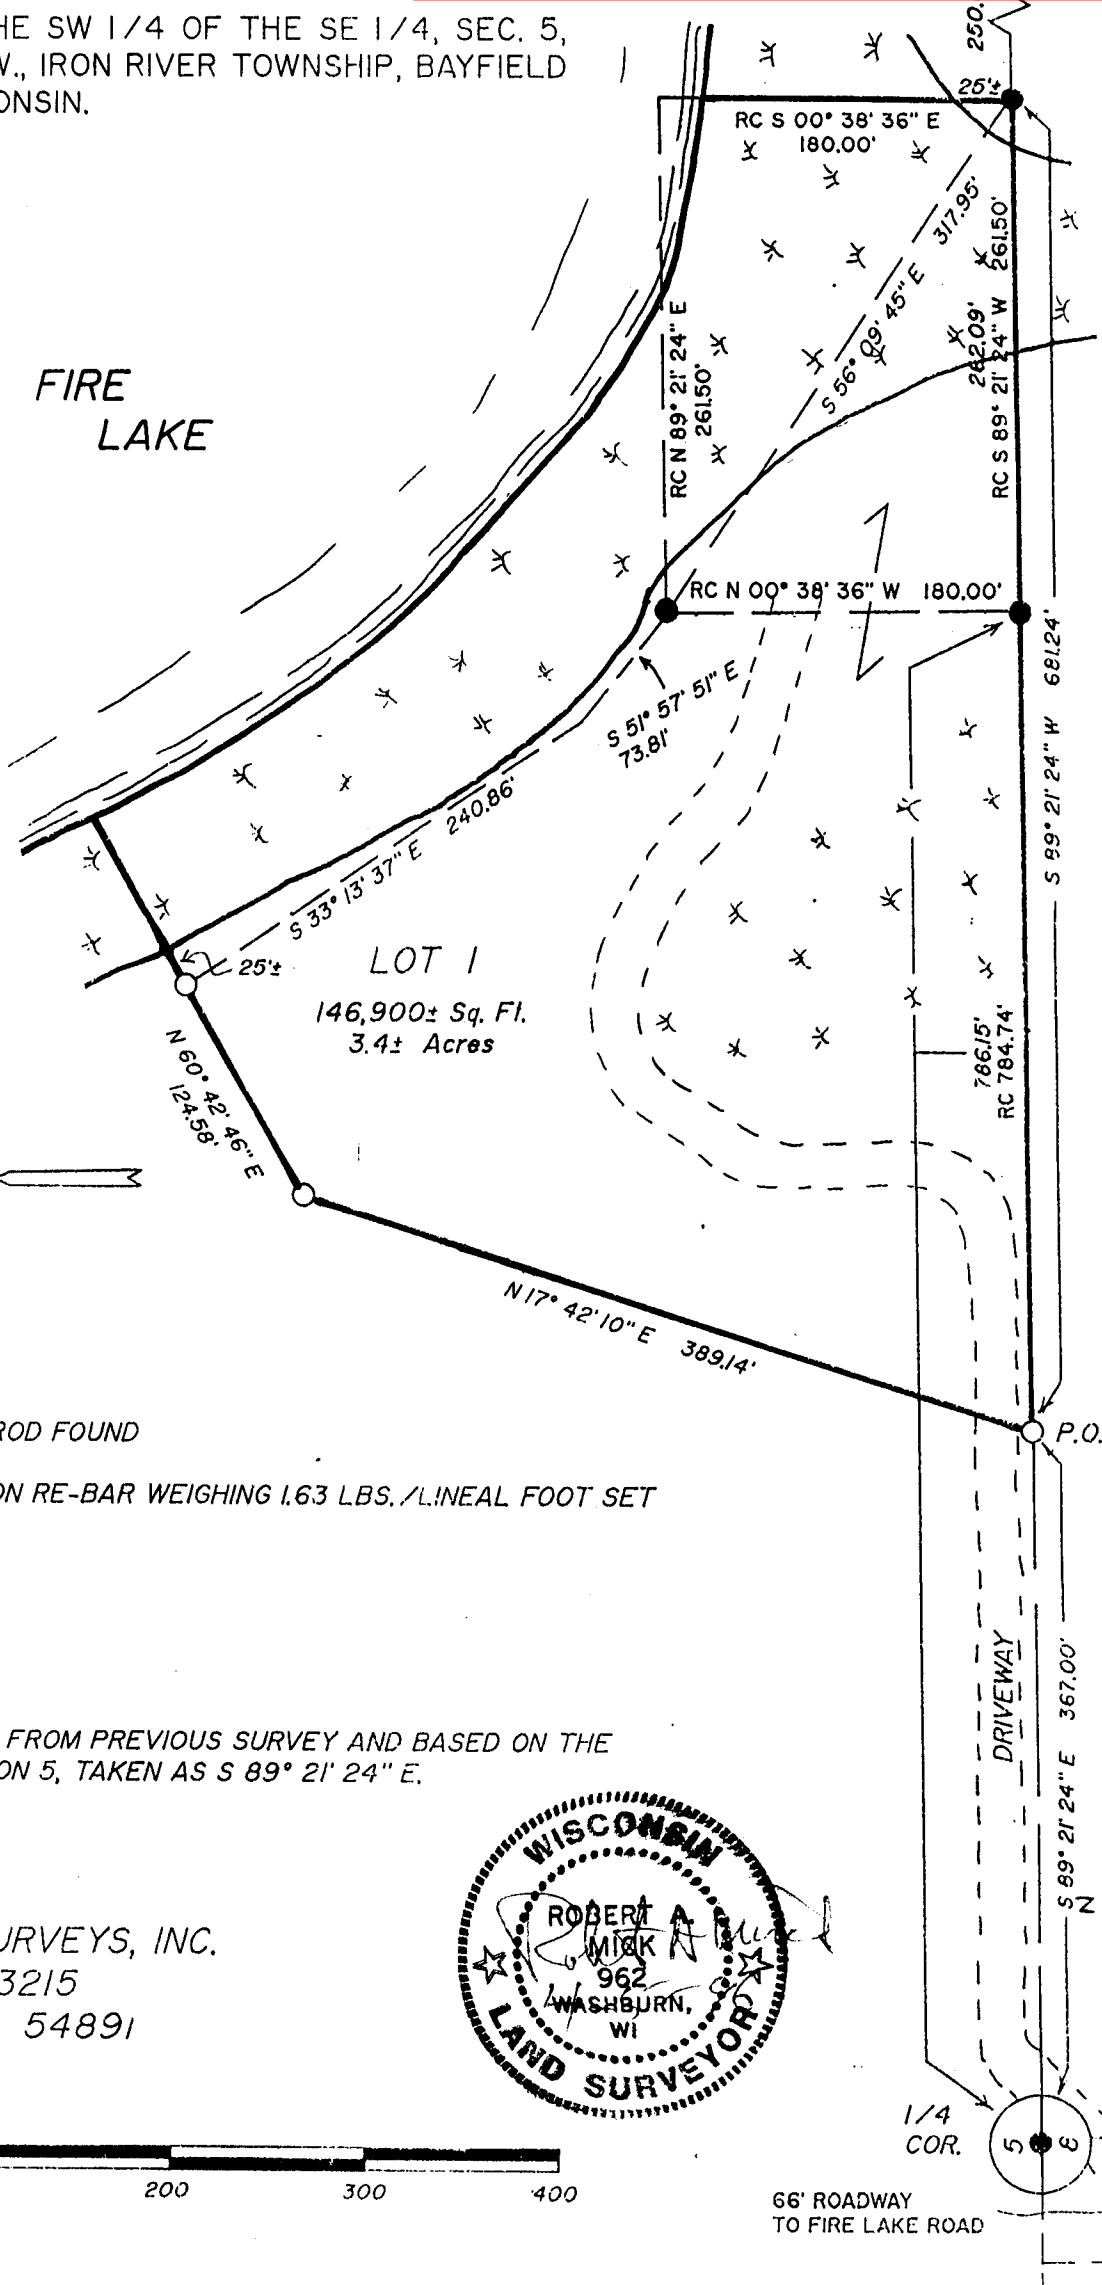 HE SW 1/4 OF THE SE 1/4, SEC. 5,
W., IRON RIVER TOWNSHIP, BAYFIELD
ONSIN.
250.
25'±
RC S 00° 38' 36" E
180.00'
317.95'
S 56° 09' 45" E
261.50'
262.09'
RC S 89° 21' 24" W
RC N 89° 21' 24" E
261.50'
FIRE
LAKE
RC N 00° 38' 36" W 180.00'
S 51° 57' 51" E
73.81'
S 89° 21' 24" W 681.24'
240.86'
S 33° 13' 37" E
25'±
LOT 1
146,900± Sq. Ft.
3.4± Acres
N 60° 42' 46" E
124.58'
786.15'
RC 784.74'
N 17° 42' 10" E 389.14'
P.O.
ROD FOUND
ON RE-BAR WEIGHING 1.63 LBS./LINEAL FOOT SET
DRIVEWAY
S 89° 21' 24" E 367.00'
N
FROM PREVIOUS SURVEY AND BASED ON THE
ON 5, TAKEN AS S 89° 21' 24" E.
WISCONSIN
ROBERT A.
MICK
962
WASHBURN,
WI
LAND SURVEYOR
URVEYS, INC.
3215
54891
1/4
COR.
5
8
200 300 400
66' ROADWAY
TO FIRE LAKE ROAD